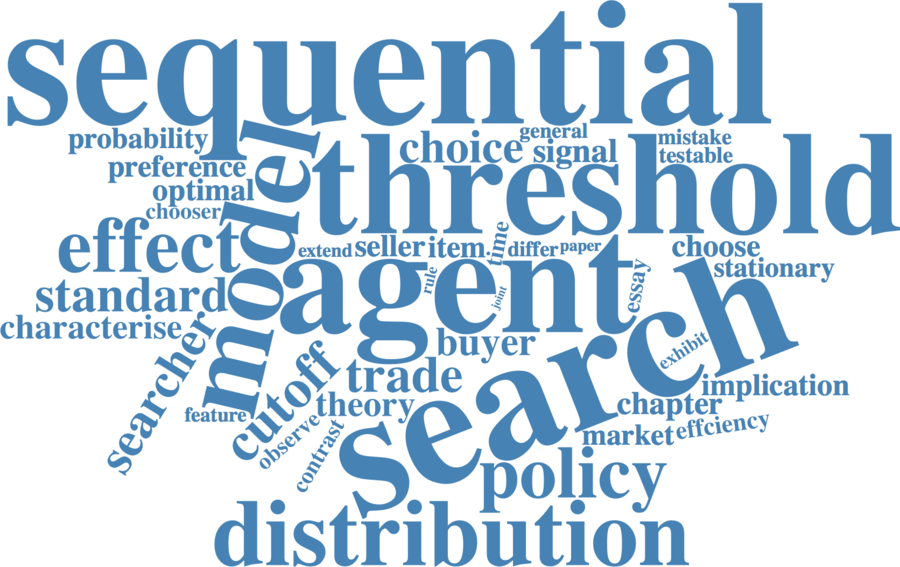 sequential
probability
general
mistake
choice
signal
testable
preference
threshold
optimal
model
chooser
effect
extend
seller
item.
time
differ
paper
choose
stationary
standard
agent
rule
joint
essay
characterise
search
searcher
buyer
exhibit
cutoff
trade
implication
feature
theory
chapter
observe
contrast
market
effciency
policy
distribution